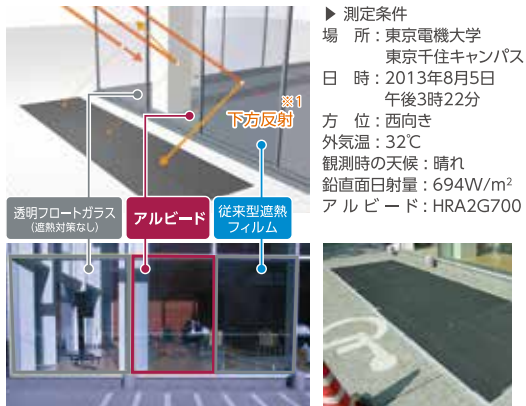 ▶ 測定条件
場　所：東京電機大学
東京千住キャンパス
日　時：2013年8月5日
午後3時22分
方　位：西向き
外気温：32℃
観測時の天候：晴れ
鉛直面日射量：694W/m²
アルビード：HRA2G700
※1
下方反射
透明フロートガラス
（遮熱対策なし）
アルビード
従来型遮熱
フィルム